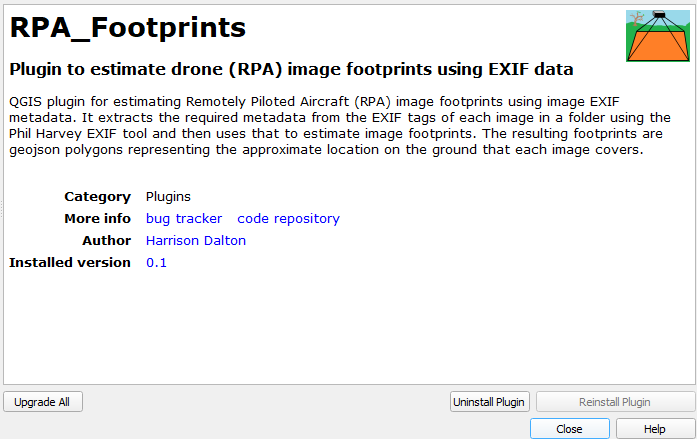 RPA_Footprints
Plugin to estimate drone (RPA) image footprints using EXIF data
QGIS plugin for estimating Remotely Piloted Aircraft (RPA) image footprints using image EXIF
metadata. It extracts the required metadata from the EXIF tags of each image in a folder using the
Phil Harvey EXIF tool and then uses that to estimate image footprints. The resulting footprints are
geojson polygons representing the approximate location on the ground that each image covers.
Category Plugins
More info bug tracker code repository
Author Harrison Dalton
Installed version 0.1
Upgrade All Uninstall Plugin Reinstall Plugin
Close Help